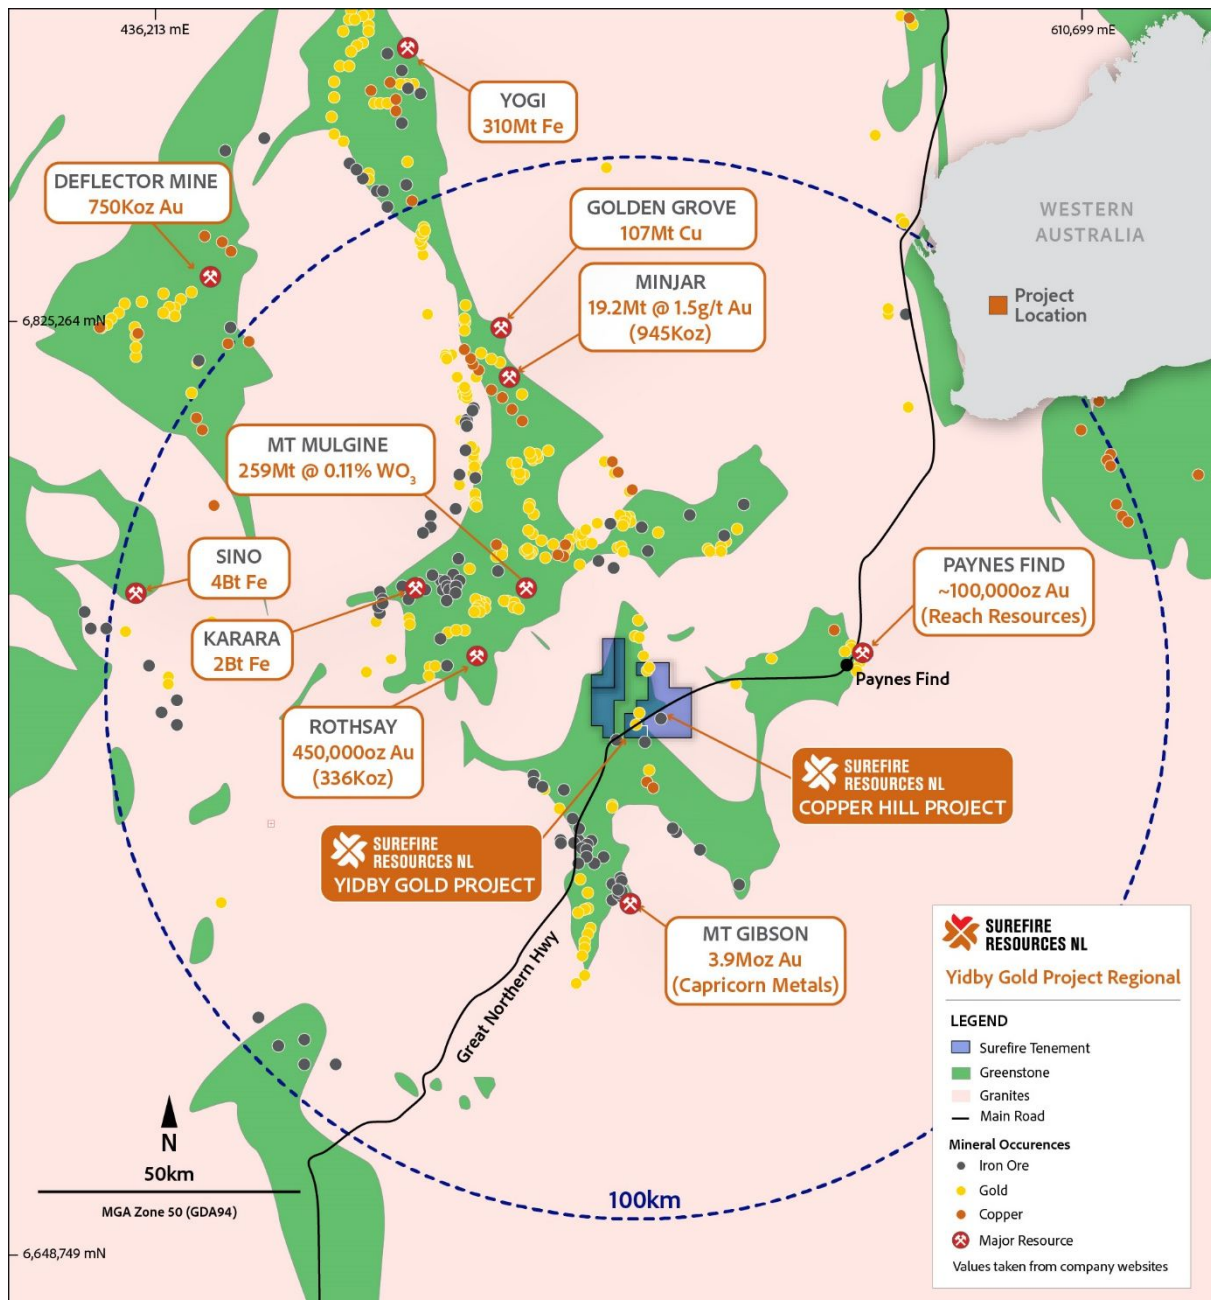 436,213 mE
610,699 mE
YOGI
310Mt Fe
DEFLECTOR MINE
750Koz Au
GOLDEN GROVE
107Mt Cu
WESTERN
AUSTRALIA
MINJAR
19.2Mt @ 1.5g/t Au
(945Koz)
Project
Location
6,825,264 mN
MT MULGINE
259Mt @ 0.11% WO₃
SINO
4Bt Fe
PAYNES FIND
~100,000oz Au
(Reach Resources)
KARARA
2Bt Fe
Paynes Find
ROTHSAY
450,000oz Au
(336Koz)
SUREFIRE
RESOURCES NL
COPPER HILL PROJECT
SUREFIRE
RESOURCES NL
YIDBY GOLD PROJECT
MT GIBSON
3.9Moz Au
(Capricorn Metals)
Great Northern Hwy
SUREFIRE
RESOURCES NL
Yidby Gold Project Regional
LEGEND
Surefire Tenement
Greenstone
Granites
Main Road
Mineral Occurences
Iron Ore
Gold
Copper
Major Resource
Values taken from company websites
N
50km
MGA Zone 50 (GDA94)
100km
6,648,749 mN